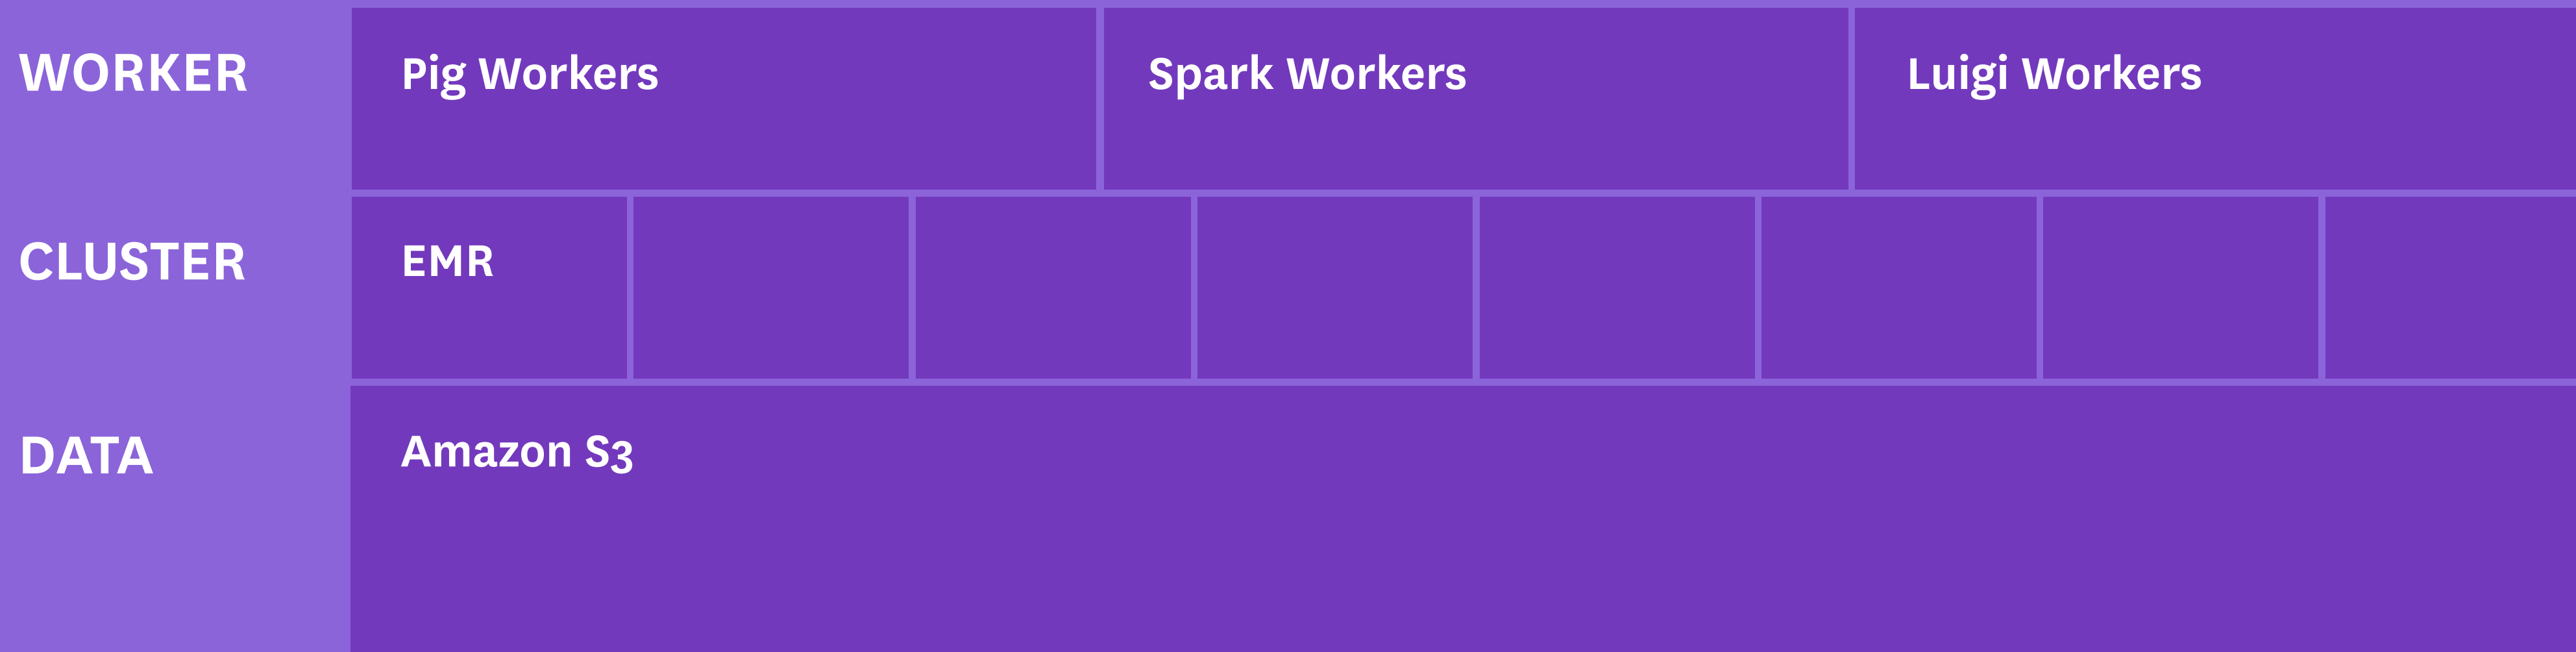 WORKER
Pig Workers
Spark Workers
Luigi Workers
CLUSTER
EMR
DATA
Amazon S3